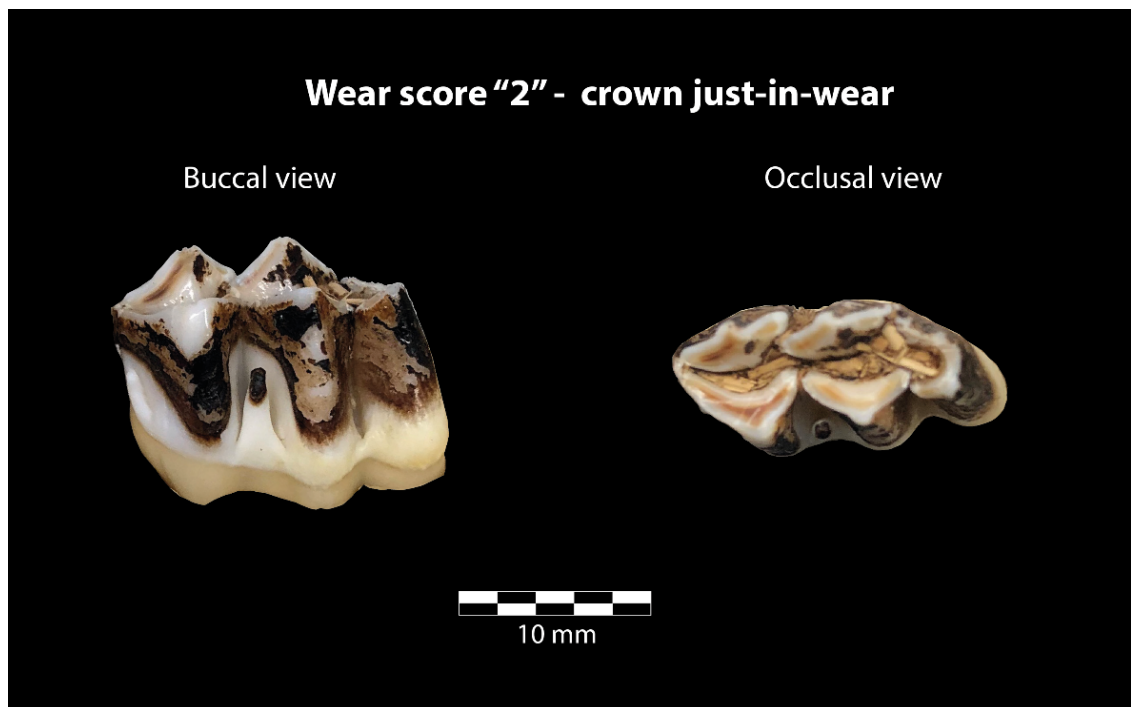 Wear score “2” - crown just-in-wear
Buccal view
Occlusal view
10 mm